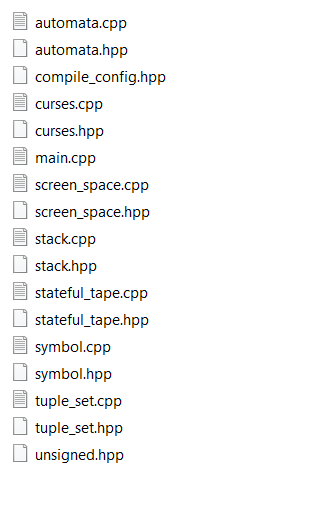 automata.cpp
automata.hpp
compile_config.hpp
curses.cpp
curses.hpp
main.cpp
screen_space.cpp
screen_space.hpp
stack.cpp
stack.hpp
stateful_tape.cpp
stateful_tape.hpp
symbol.cpp
symbol.hpp
tuple_set.cpp
tuple_set.hpp
unsigned.hpp